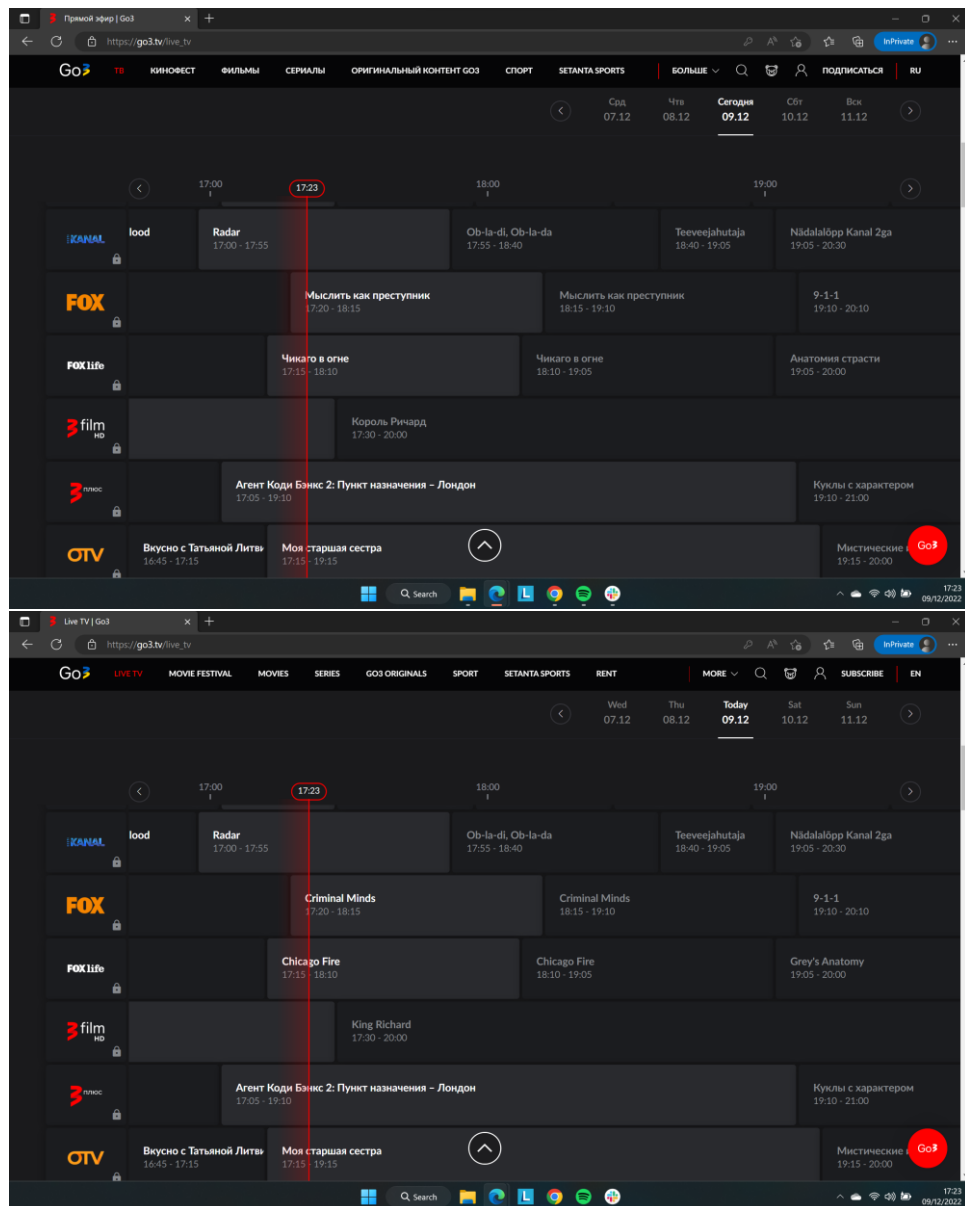 Прямой эфир | Go3
https://go3.tv/live_tv
InPrivate
Go3 ТВ КИНОФЕСТ ФИЛЬМЫ СЕРИАЛЫ ОРИГИНАЛЬНЫЙ КОНТЕНТ GO3 СПОРТ SETANTA SPORTS БОЛЬШЕ ПОДПИСАТЬСЯ RU
Срд Чтв Сегодня Сбт Вск
07.12 08.12 09.12 10.12 11.12
17:00 17:23 18:00 19:00
KANAL lood Radar Ob-la-di, Ob-la-da Teeveejahutaja Nädalalõpp Kanal 2ga
17:00 - 17:55 17:55 - 18:40 18:40 - 19:05 19:05 - 20:30
FOX Мыслить как преступник Мыслить как преступник 9-1-1
17:20 - 18:15 18:15 - 19:10 19:10 - 20:10
FOX life Чикаго в огне Чикаго в огне Анатомия страсти
17:15 - 18:10 18:10 - 19:05 19:05 - 20:00
3 film HD Король Ричард
17:30 - 20:00
3 плюс Агент Коди Бэнкс 2: Пункт назначения – Лондон Куклы с характером
17:05 - 19:10 19:10 - 21:00
OTV Вкусно с Татьяной Литви Моя старшая сестра Мистические Go3
16:45 - 17:15 17:15 - 19:15 19:15 - 20:00
Search 17:23
09/12/2022
Live TV | Go3
https://go3.tv/live_tv
InPrivate
Go3 LIVE TV MOVIE FESTIVAL MOVIES SERIES GO3 ORIGINALS SPORT SETANTA SPORTS RENT MORE SUBSCRIBE EN
Wed Thu Today Sat Sun
07.12 08.12 09.12 10.12 11.12
17:00 17:23 18:00 19:00
KANAL lood Radar Ob-la-di, Ob-la-da Teeveejahutaja Nädalalõpp Kanal 2ga
17:00 - 17:55 17:55 - 18:40 18:40 - 19:05 19:05 - 20:30
FOX Criminal Minds Criminal Minds 9-1-1
17:20 - 18:15 18:15 - 19:10 19:10 - 20:10
FOX life Chicago Fire Chicago Fire Grey's Anatomy
17:15 - 18:10 18:10 - 19:05 19:05 - 20:00
3 film HD King Richard
17:30 - 20:00
3 плюс Агент Коди Бэнкс 2: Пункт назначения – Лондон Куклы с характером
17:05 - 19:10 19:10 - 21:00
OTV Вкусно с Татьяной Литви Моя старшая сестра Мистические Go3
16:45 - 17:15 17:15 - 19:15 19:15 - 20:00
Search 17:23
09/12/2022